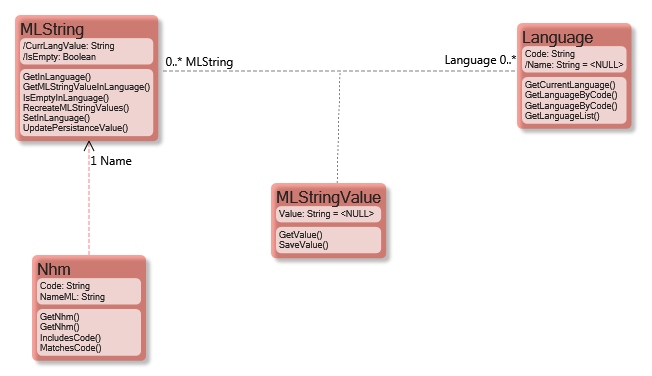 MLString
/CurrLangValue: String
/IsEmpty: Boolean
GetInLanguage()
GetMLStringValueInLanguage()
IsEmptyInLanguage()
RecreateMLStringValues()
SetInLanguage()
UpdatePersistanceValue()
0..* MLString
Language 0..*
Language
Code: String
/Name: String = <NULL>
GetCurrentLanguage()
GetLanguageByCode()
GetLanguageByCode()
GetLanguageList()
1 Name
MLStringValue
Value: String = <NULL>
GetValue()
SaveValue()
Nhm
Code: String
NameML: String
GetNhm()
GetNhm()
IncludesCode()
MatchesCode()